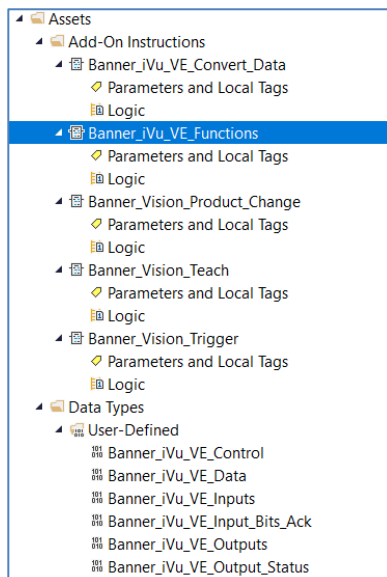 Assets
Add-On Instructions
Banner_iVu_VE_Convert_Data
Parameters and Local Tags
Logic
Banner_iVu_VE_Functions
Parameters and Local Tags
Logic
Banner_Vision_Product_Change
Parameters and Local Tags
Logic
Banner_Vision_Teach
Parameters and Local Tags
Logic
Banner_Vision_Trigger
Parameters and Local Tags
Logic
Data Types
User-Defined
Banner_iVu_VE_Control
Banner_iVu_VE_Data
Banner_iVu_VE_Inputs
Banner_iVu_VE_Input_Bits_Ack
Banner_iVu_VE_Outputs
Banner_iVu_VE_Output_Status